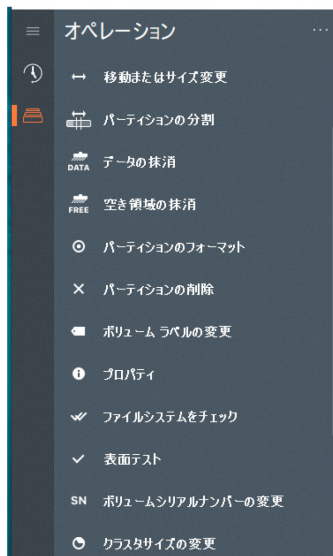 オペレーション
移動またはサイズ変更
パーティションの分割
DATA データの抹消
FREE 空き領域の抹消
パーティションのフォーマット
パーティションの削除
ボリューム ラベルの変更
プロパティ
ファイルシステムをチェック
表面テスト
SN ボリュームシリアルナンバーの変更
クラスタサイズの変更